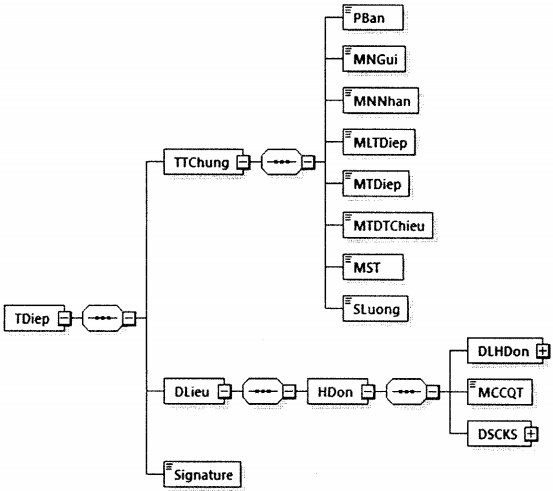 PBan
MNGui
MNNhan
MLTDiep
TTChung
MTDiep
MTDTChieu
MST
SLuong
TDiep
DLHDon
DLieu
HDon
MCCQT
DSCKS
Signature